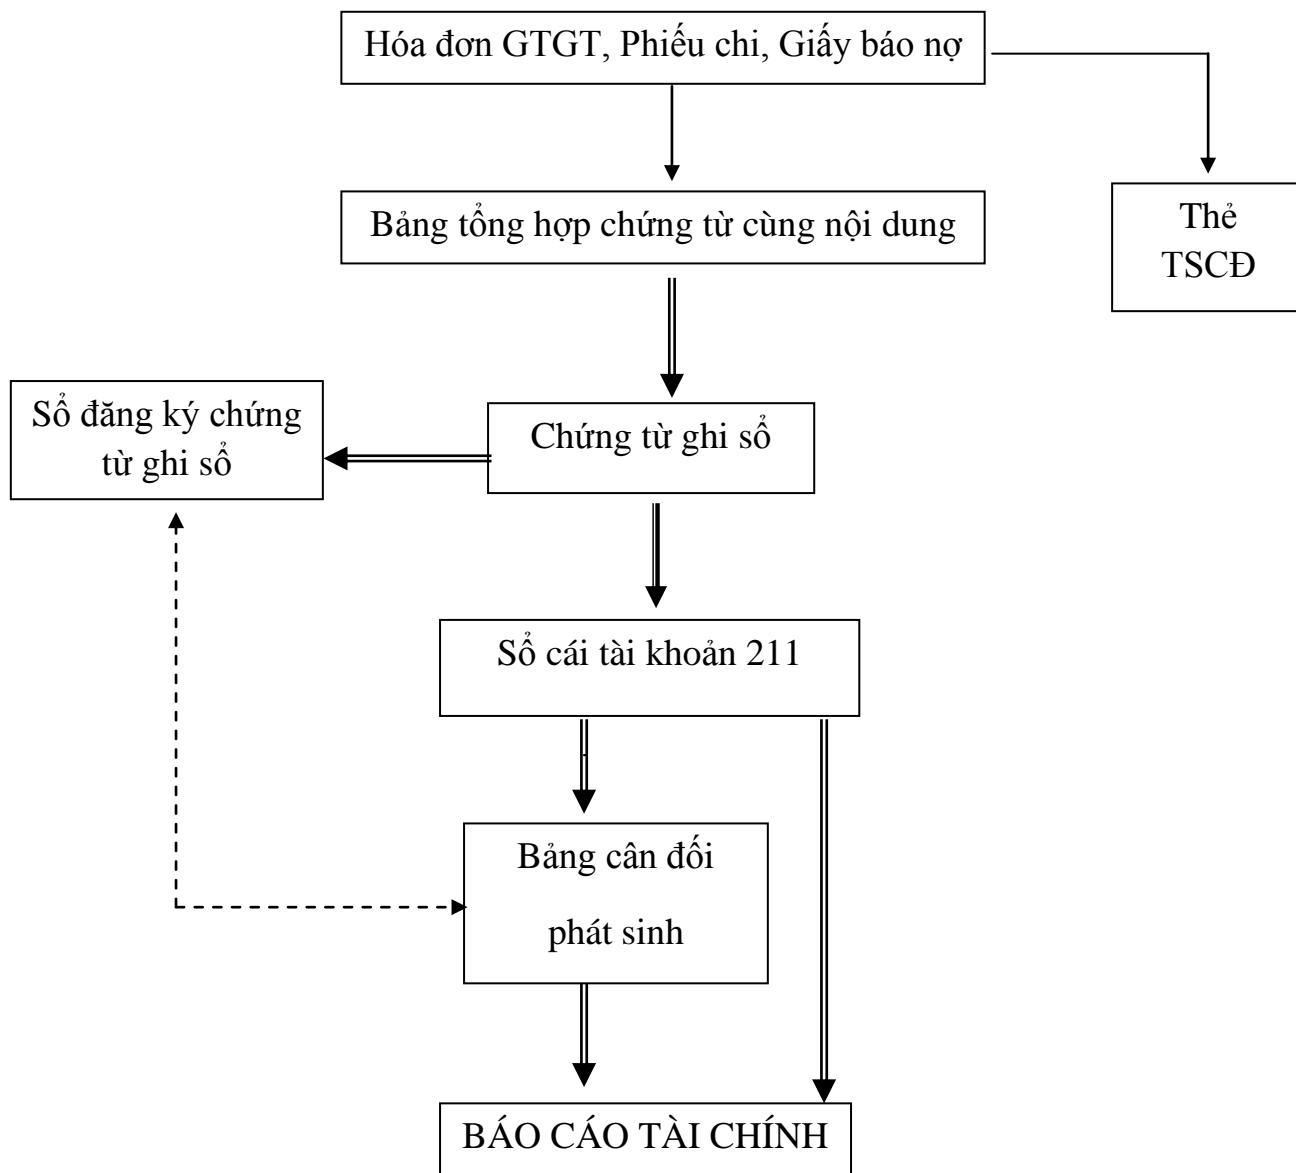 Hóa đơn GTGT, Phiếu chi, Giấy báo nợ
Bảng tổng hợp chứng từ cùng nội dung
Thẻ
TSCĐ
Sổ đăng ký chứng
từ ghi sổ
Chứng từ ghi sổ
Sổ cái tài khoản 211
Bảng cân đối
phát sinh
BÁO CÁO TÀI CHÍNH